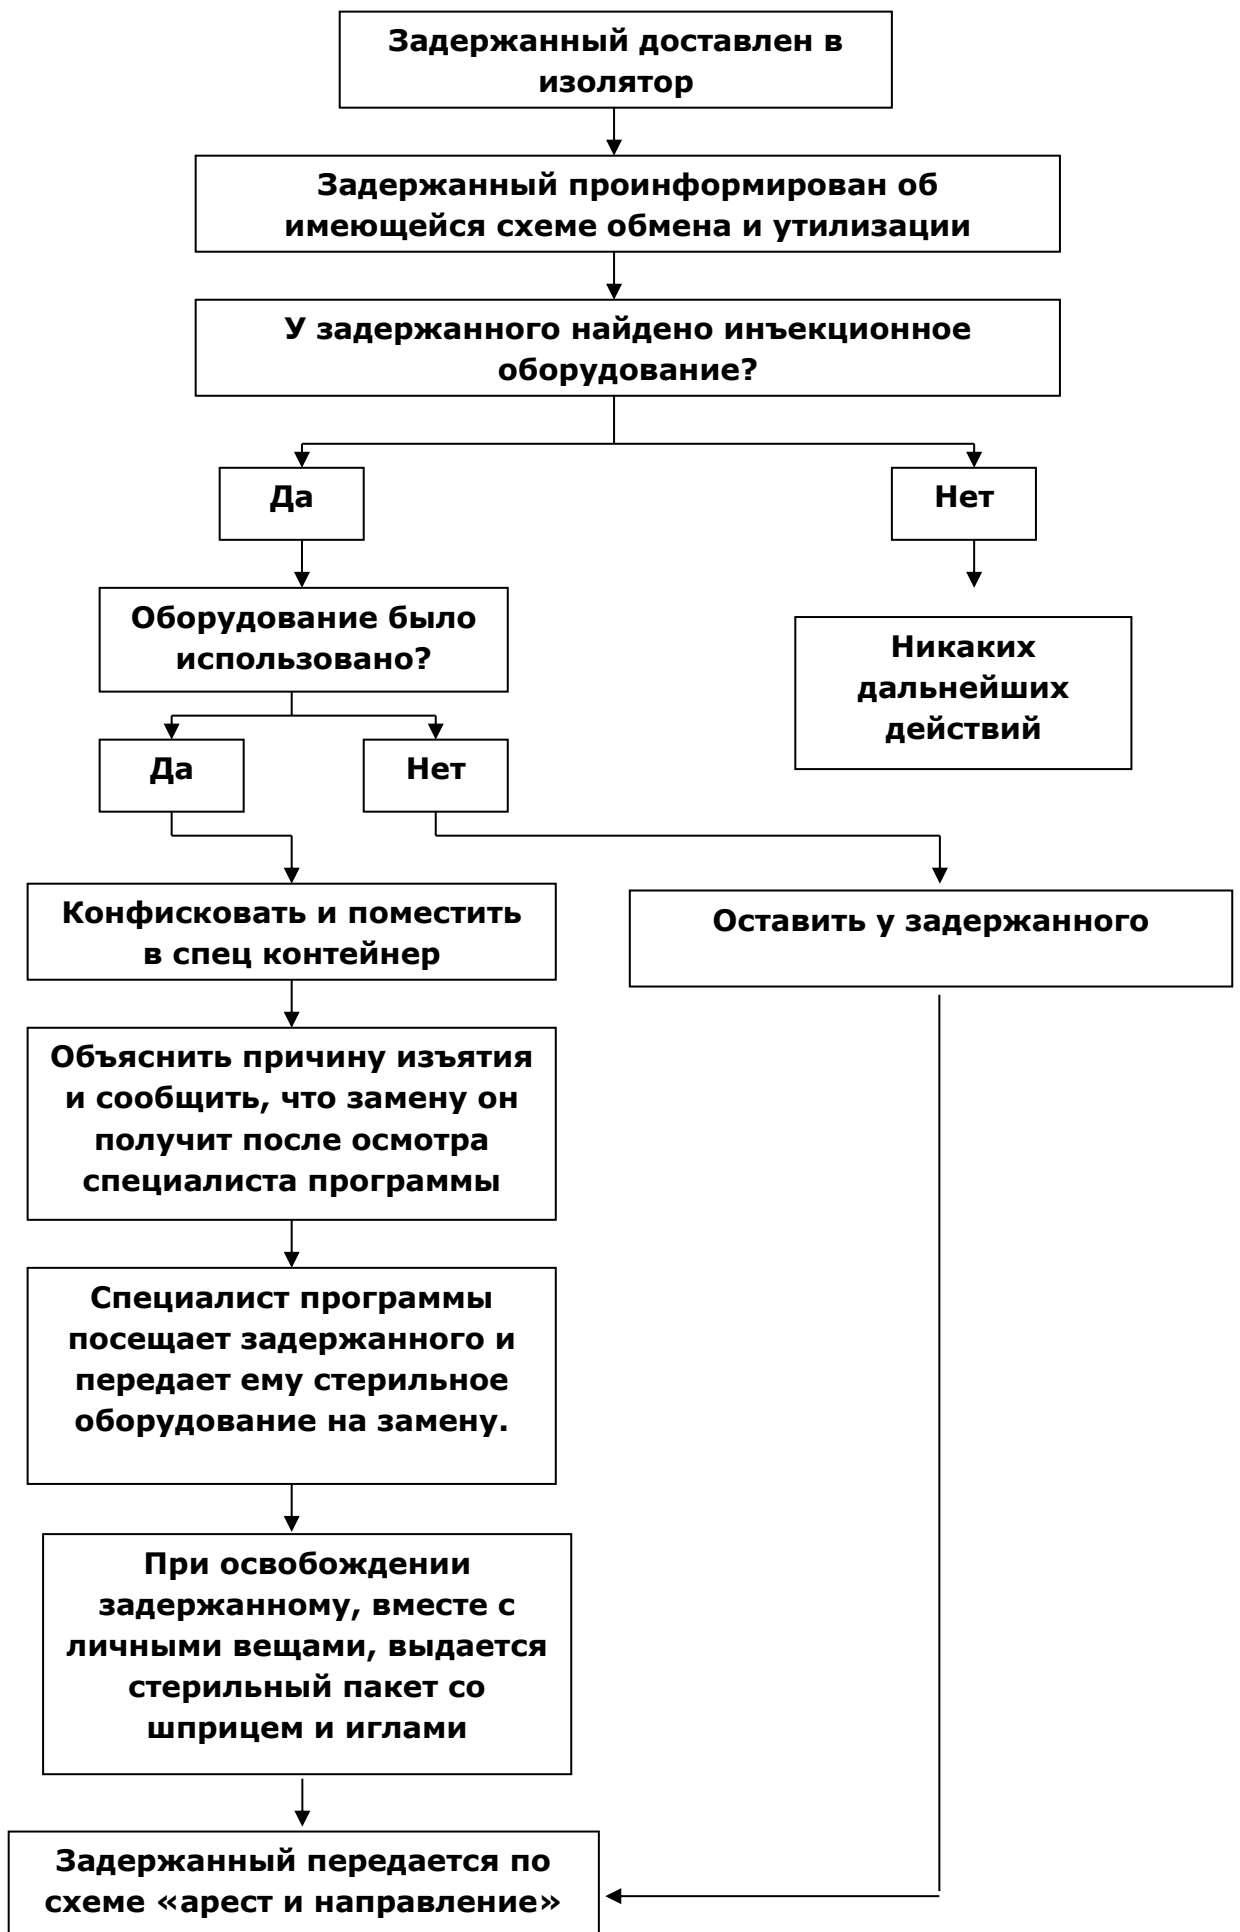 Задержанный доставлен в
изолятор
Задержанный проинформирован об
имеющейся схеме обмена и утилизации
У задержанного найдено инъекционное
оборудование?
Да
Нет
Оборудование было
использовано?
Никаких
дальнейших
действий
Да
Нет
Конфисковать и поместить
в спец контейнер
Оставить у задержанного
Объяснить причину изъятия
и сообщить, что замену он
получит после осмотра
специалиста программы
Специалист программы
посещает задержанного и
передает ему стерильное
оборудование на замену.
При освобождении
задержанному, вместе с
личными вещами, выдается
стерильный пакет со
шприцем и иглами
Задержанный передается по
схеме «арест и направление»